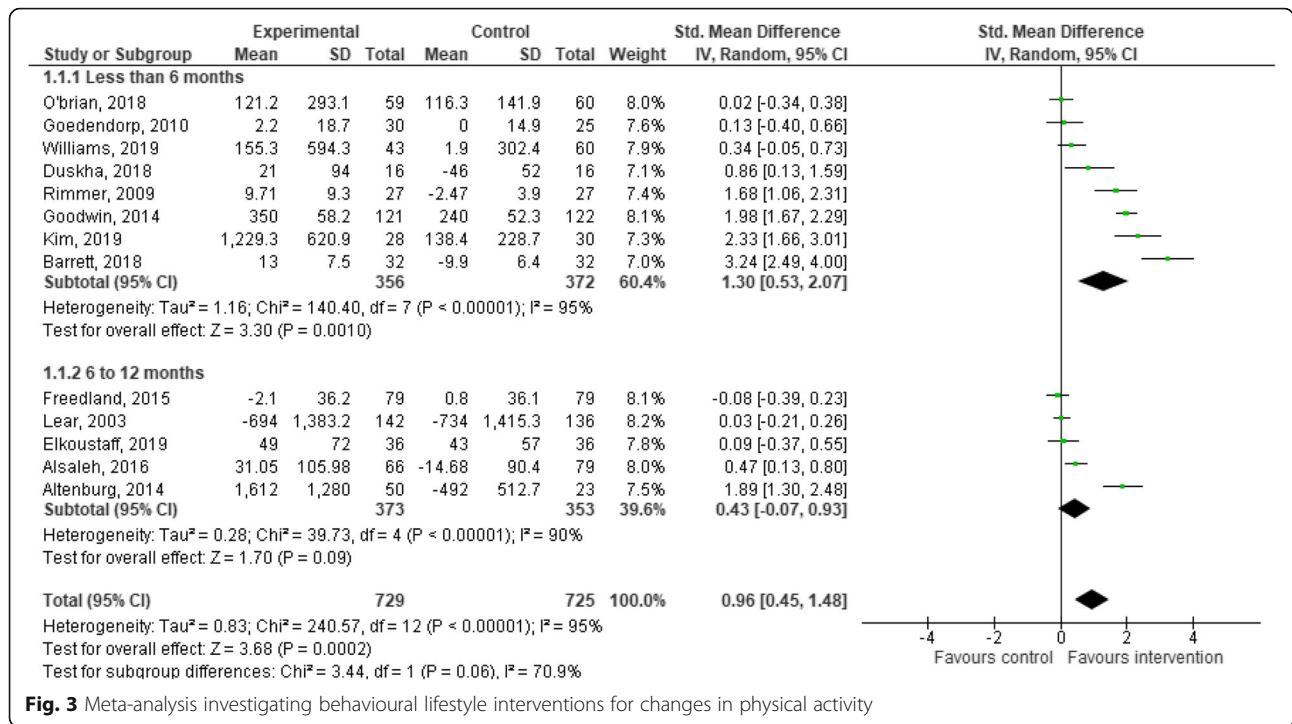 Experimental Control Std. Mean Difference Std. Mean Difference
Study or Subgroup Mean SD Total Mean SD Total Weight IV, Random, 95% CI IV, Random, 95% CI
1.1.1 Less than 6 months
O'brian, 2018 121.2 293.1 59 116.3 141.9 60 8.0% 0.02 [-0.34, 0.38]
Goedendorp, 2010 2.2 18.7 30 0 14.9 25 7.6% 0.13 [-0.40, 0.66]
Williams, 2019 155.3 594.3 43 1.9 302.4 60 7.9% 0.34 [-0.05, 0.73]
Duskha, 2018 21 94 16 -46 52 16 7.1% 0.86 [0.13, 1.59]
Rimmer, 2009 9.71 9.3 27 -2.47 3.9 27 7.4% 1.68 [1.06, 2.31]
Goodwin, 2014 350 58.2 121 240 52.3 122 8.1% 1.98 [1.67, 2.29]
Kim, 2019 1,229.3 620.9 28 138.4 228.7 30 7.3% 2.33 [1.66, 3.01]
Barrett, 2018 13 7.5 32 -9.9 6.4 32 7.0% 3.24 [2.49, 4.00]
Subtotal (95% CI) 356 372 60.4% 1.30 [0.53, 2.07]
Heterogeneity: Tau² = 1.16; Chi² = 140.40, df = 7 (P < 0.00001); I² = 95%
Test for overall effect: Z = 3.30 (P = 0.0010)
1.1.2 6 to 12 months
Freedland, 2015 -2.1 36.2 79 0.8 36.1 79 8.1% -0.08 [-0.39, 0.23]
Lear, 2003 -694 1,383.2 142 -734 1,415.3 136 8.2% 0.03 [-0.21, 0.26]
Elkoustaff, 2019 49 72 36 43 57 36 7.8% 0.09 [-0.37, 0.55]
Alsaleh, 2016 31.05 105.98 66 -14.68 90.4 79 8.0% 0.47 [0.13, 0.80]
Altenburg, 2014 1,612 1,280 50 -492 512.7 23 7.5% 1.89 [1.30, 2.48]
Subtotal (95% CI) 373 353 39.6% 0.43 [-0.07, 0.93]
Heterogeneity: Tau² = 0.28; Chi² = 39.73, df = 4 (P < 0.00001); I² = 90%
Test for overall effect: Z = 1.70 (P = 0.09)
Total (95% CI) 729 725 100.0% 0.96 [0.45, 1.48]
Heterogeneity: Tau² = 0.83; Chi² = 240.57, df = 12 (P < 0.00001); I² = 95%
Test for overall effect: Z = 3.68 (P = 0.0002)
Test for subgroup differences: Chi² = 3.44, df = 1 (P = 0.06), I² = 70.9%
-4 -2 0 2 4
Favours control Favours intervention
Fig. 3 Meta-analysis investigating behavioural lifestyle interventions for changes in physical activity